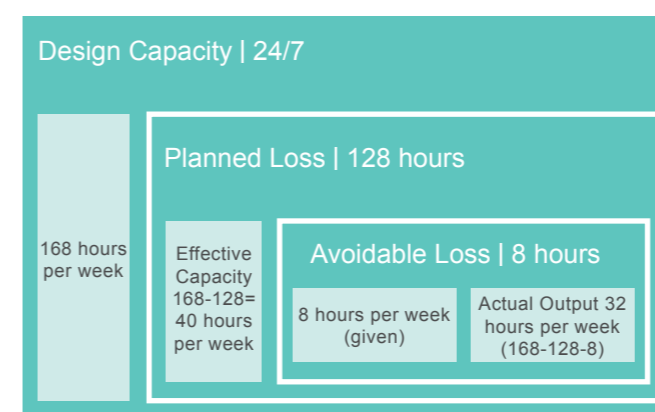 Design Capacity | 24/7
Planned Loss | 128 hours
168 hours
per week
Effective
Capacity
168-128=
40 hours
per week
Avoidable Loss | 8 hours
8 hours per week
(given)
Actual Output 32
hours per week
(168-128-8)